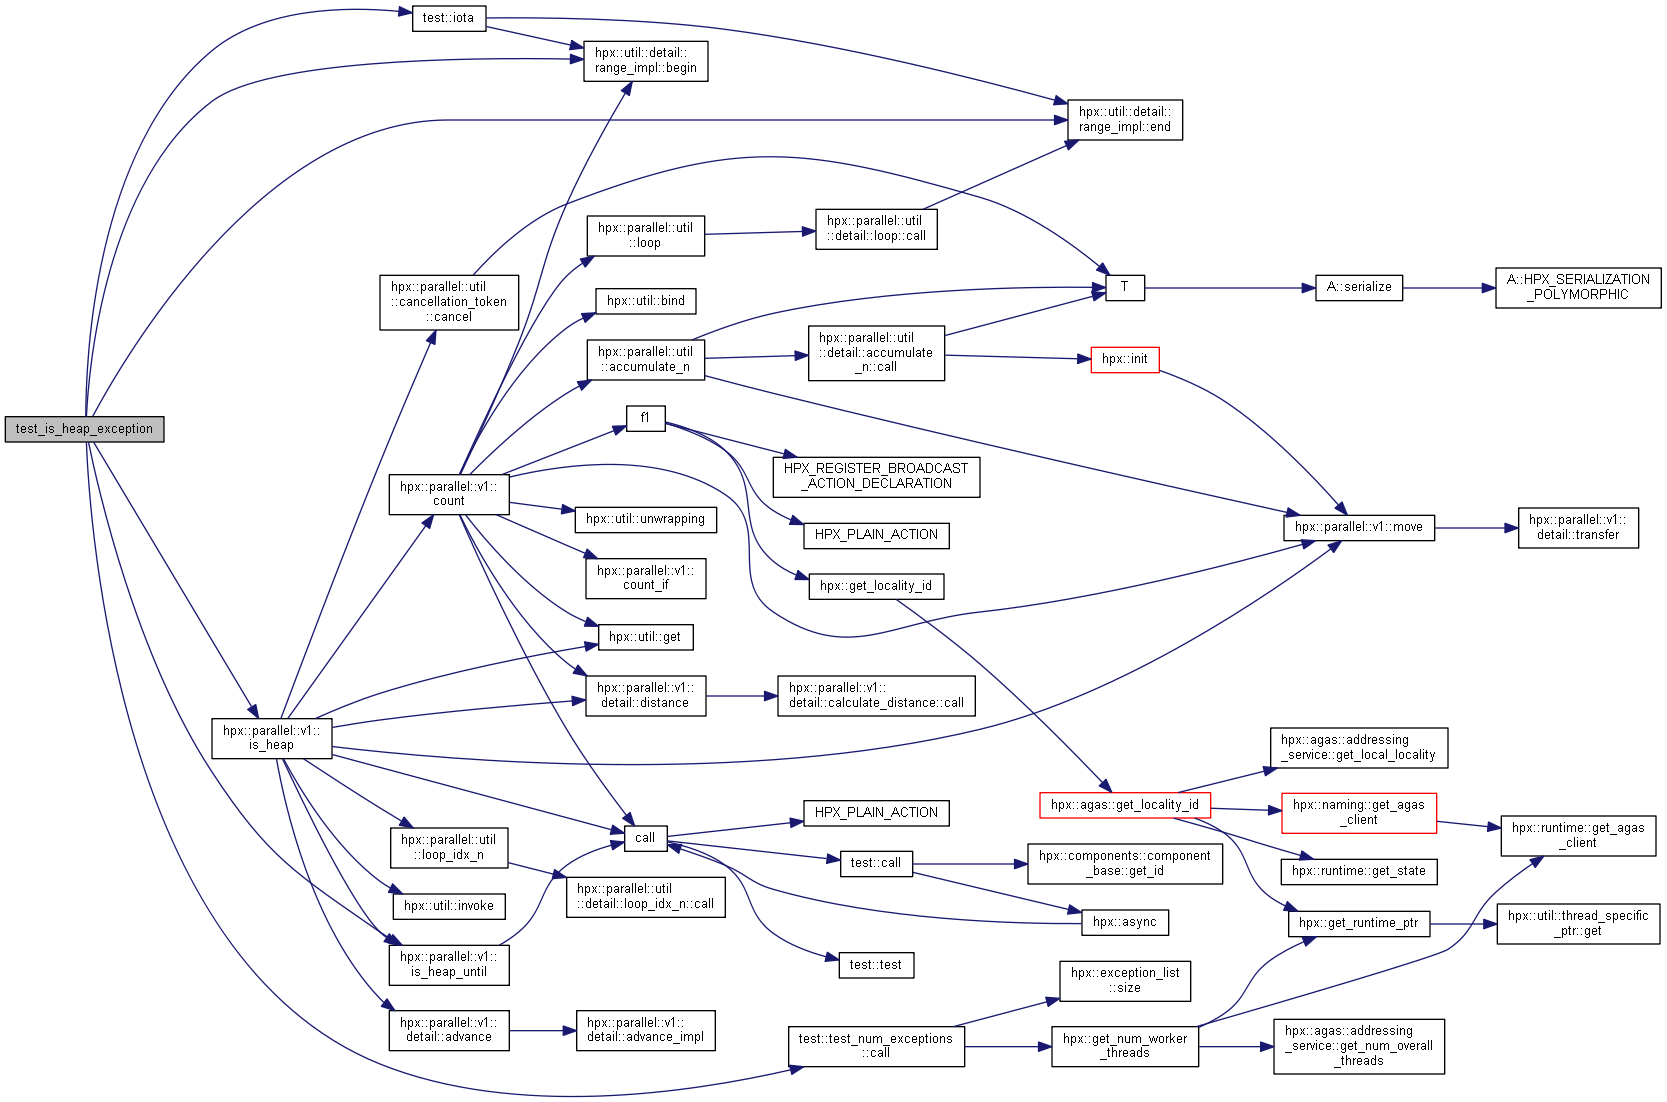 test::iota
hpx::util::detail::
range_impl::begin
hpx::util::detail::
range_impl::end
hpx::parallel::util
::loop
hpx::parallel::util
::detail::loop::call
hpx::parallel::util
::cancellation_token
::cancel
T
A::serialize
A::HPX_SERIALIZATION
_POLYMORPHIC
hpx::util::bind
hpx::parallel::util
::accumulate_n
hpx::parallel::util
::detail::accumulate
_n::call
hpx::init
test_is_heap_exception
f1
HPX_REGISTER_BROADCAST
_ACTION_DECLARATION
hpx::parallel::v1::
count
hpx::util::unwrapping
HPX_PLAIN_ACTION
hpx::parallel::v1::move
hpx::parallel::v1::
detail::transfer
hpx::parallel::v1::
count_if
hpx::get_locality_id
hpx::util::get
hpx::parallel::v1::
detail::distance
hpx::parallel::v1::
detail::calculate_distance::call
hpx::parallel::v1::
is_heap
hpx::agas::addressing
_service::get_local_locality
hpx::agas::get_locality_id
hpx::naming::get_agas
_client
hpx::runtime::get_agas
_client
HPX_PLAIN_ACTION
call
hpx::parallel::util
::loop_idx_n
test::call
hpx::components::component
_base::get_id
hpx::runtime::get_state
hpx::parallel::util
::detail::loop_idx_n::call
hpx::util::invoke
hpx::async
hpx::get_runtime_ptr
hpx::util::thread_specific
_ptr::get
hpx::parallel::v1::
is_heap_until
test::test
hpx::exception_list
::size
hpx::parallel::v1::
detail::advance
hpx::parallel::v1::
detail::advance_impl
test::test_num_exceptions
::call
hpx::get_num_worker
_threads
hpx::agas::addressing
_service::get_num_overall
_threads